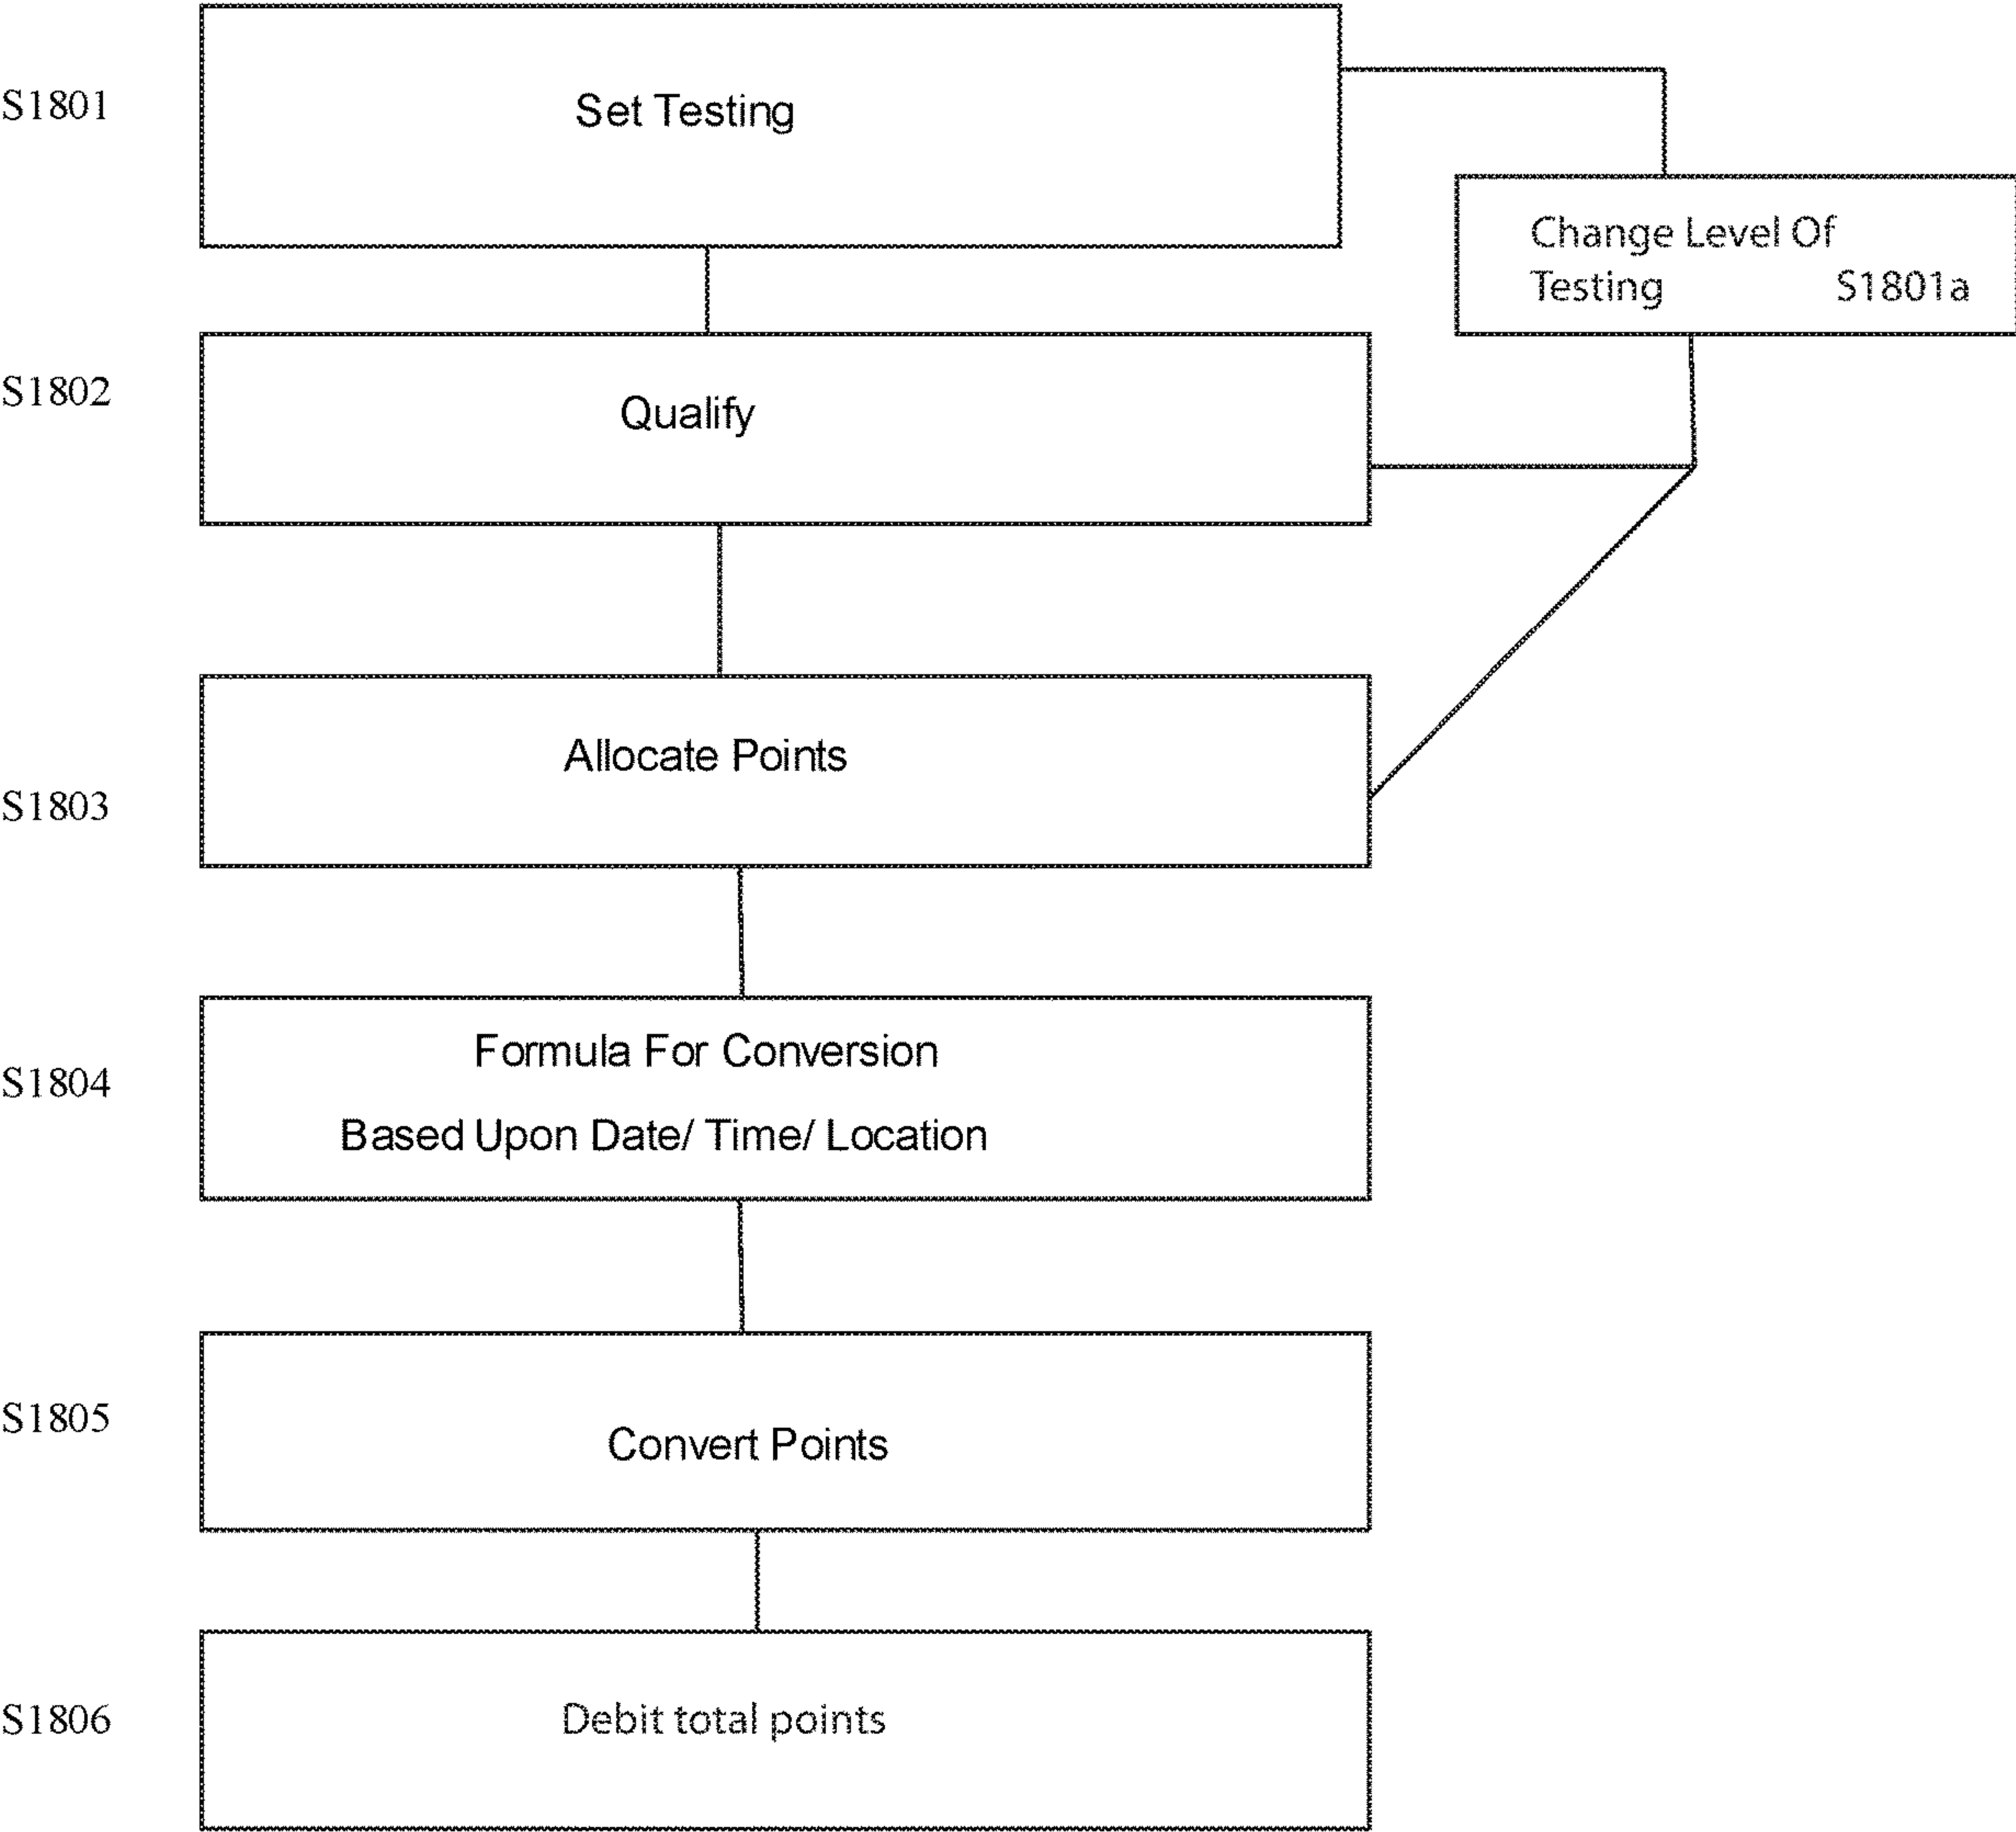 S1801
Set Testing
Change Level Of
Testing S1801a
S1802
Qualify
Allocate Points
S1803
Formula For Conversion
S1804
Based Upon Date/ Time/ Location
S1805
Convert Points
S1806
Debit total points